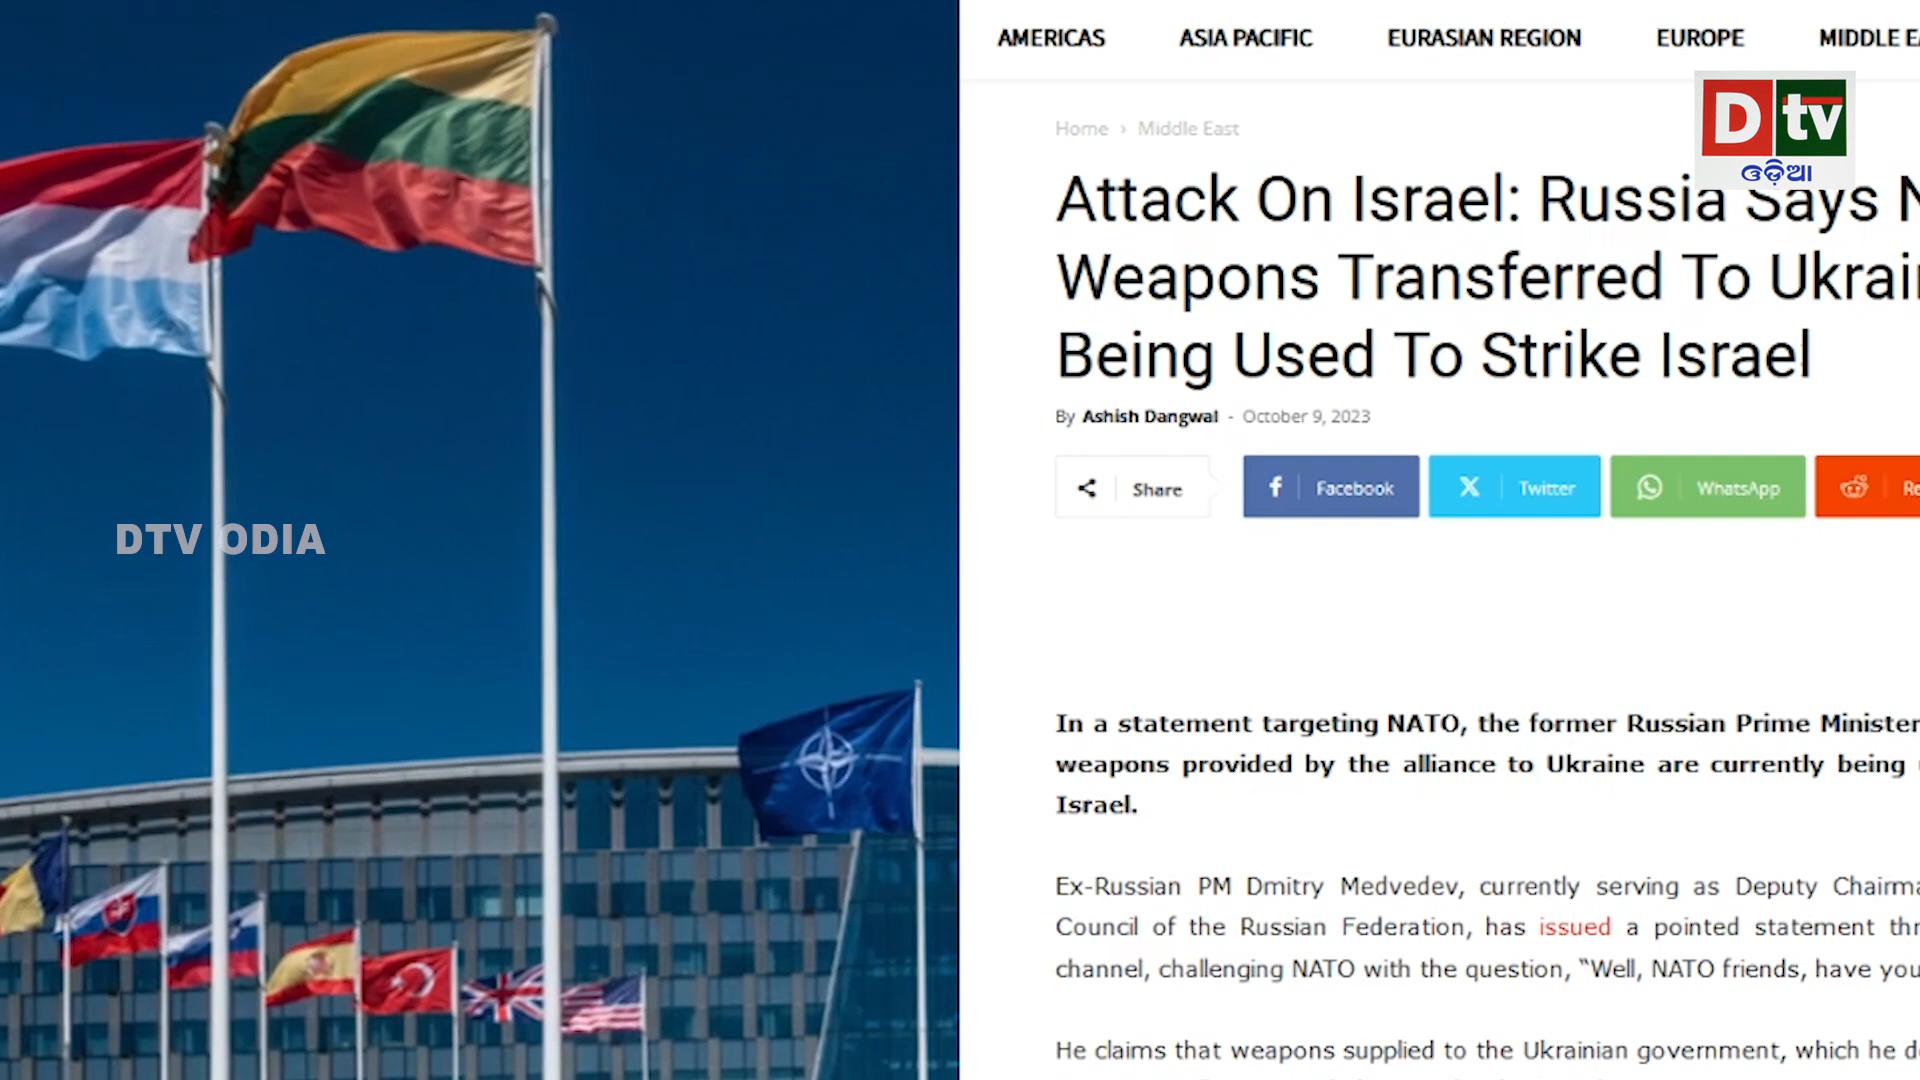 AMERICAS ASIA PACIFIC EURASIAN REGION EUROPE MIDDLE
D tv
ଓଡ଼ିଆ
Home › Middle East
Attack On Israel: Russia Says
Weapons Transferred To
Being Used To Strike Israel
By Ashish Dangwal - October 9, 2023
Share Facebook Twitter WhatsApp
DTV ODIA
In a statement targeting NATO, the former Russian Prime Minister
weapons provided by the alliance to Ukraine are currently being
Israel.
Ex-Russian PM Dmitry Medvedev, currently serving as Deputy
Council of the Russian Federation, has issued a pointed statement
channel, challenging NATO with the question, “Well, NATO friends, have you
He claims that weapons supplied to the Ukrainian government, which he